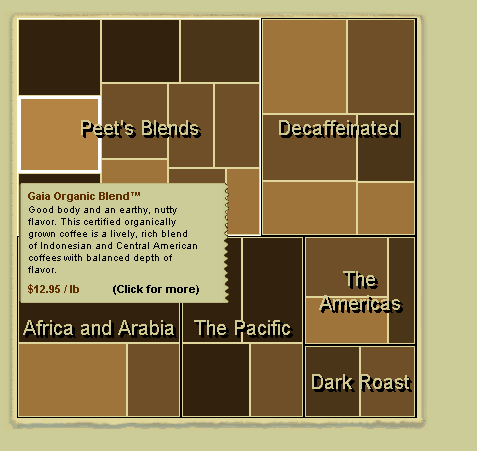 Peet's Blends
Decaffeinated
Gaia Organic Blend™
Good body and an earthy, nutty
flavor. This certified organically
grown coffee is a lively, rich blend
of Indonesian and Central American
coffees with balanced depth of
flavor.
$12.95 / lb (Click for more)
The
Americas
Africa and Arabia
The Pacific
Dark Roast